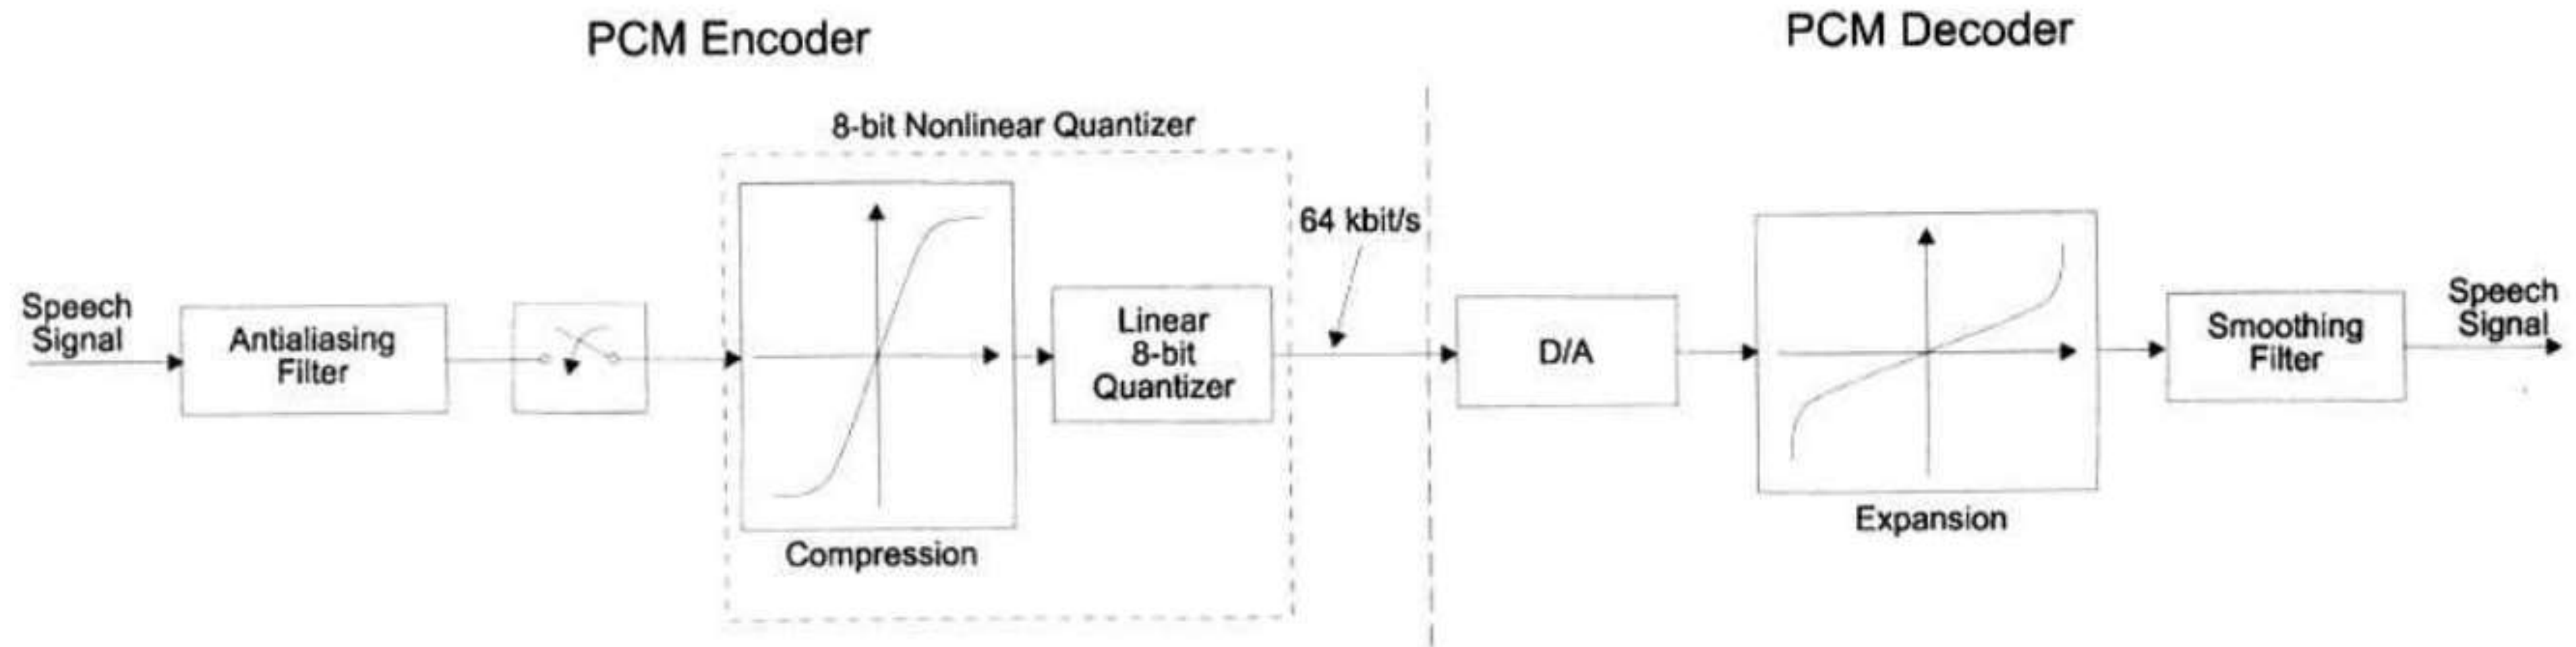 PCM Encoder
PCM Decoder
8-bit Nonlinear Quantizer
64 kbit/s
Speech
Signal
Antialiasing
Filter
Linear
8-bit
Quantizer
D/A
Smoothing
Filter
Speech
Signal
Compression
Expansion